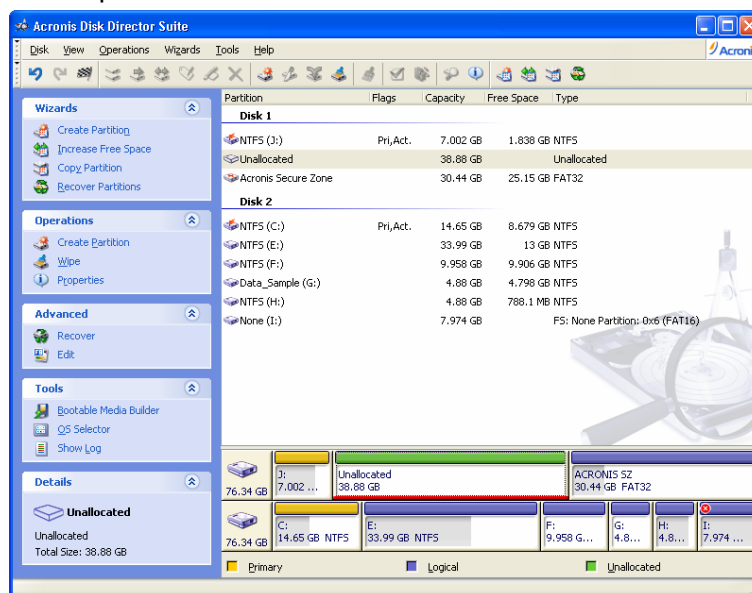 Acronis Disk Director Suite
Disk View Operations Wizards Tools Help
Acroni
Partition Flags Capacity Free Space Type
Disk 1
NTFS (J:) Pri,Act. 7.002 GB 1.838 GB NTFS
Unallocated 38.88 GB Unallocated
Acronis Secure Zone 30.44 GB 25.15 GB FAT32
Disk 2
NTFS (C:) Pri,Act. 14.65 GB 8.679 GB NTFS
NTFS (E:) 33.99 GB 13 GB NTFS
NTFS (F:) 9.958 GB 9.906 GB NTFS
Data_Sample (G:) 4.88 GB 4.798 GB NTFS
NTFS (H:) 4.88 GB 788.1 MB NTFS
None (I:) 7.974 GB FS: None Partition: 0x6 (FAT16)
Wizards
Create Partition
Increase Free Space
Copy Partition
Recover Partitions
Operations
Create Partition
Wipe
Properties
Advanced
Recover
Edit
Tools
Bootable Media Builder
OS Selector
Show Log
Details
Unallocated
Unallocated
Total Size: 38.88 GB
76.34 GB
J:
7.002 ...
Unallocated
38.88 GB
ACRONIS SZ
30.44 GB FAT32
76.34 GB
C:
14.65 GB NTFS
E:
33.99 GB NTFS
F:
9.958 G...
G:
4.8...
H:
4.8...
I:
7.974 ...
Primary Logical Unallocated